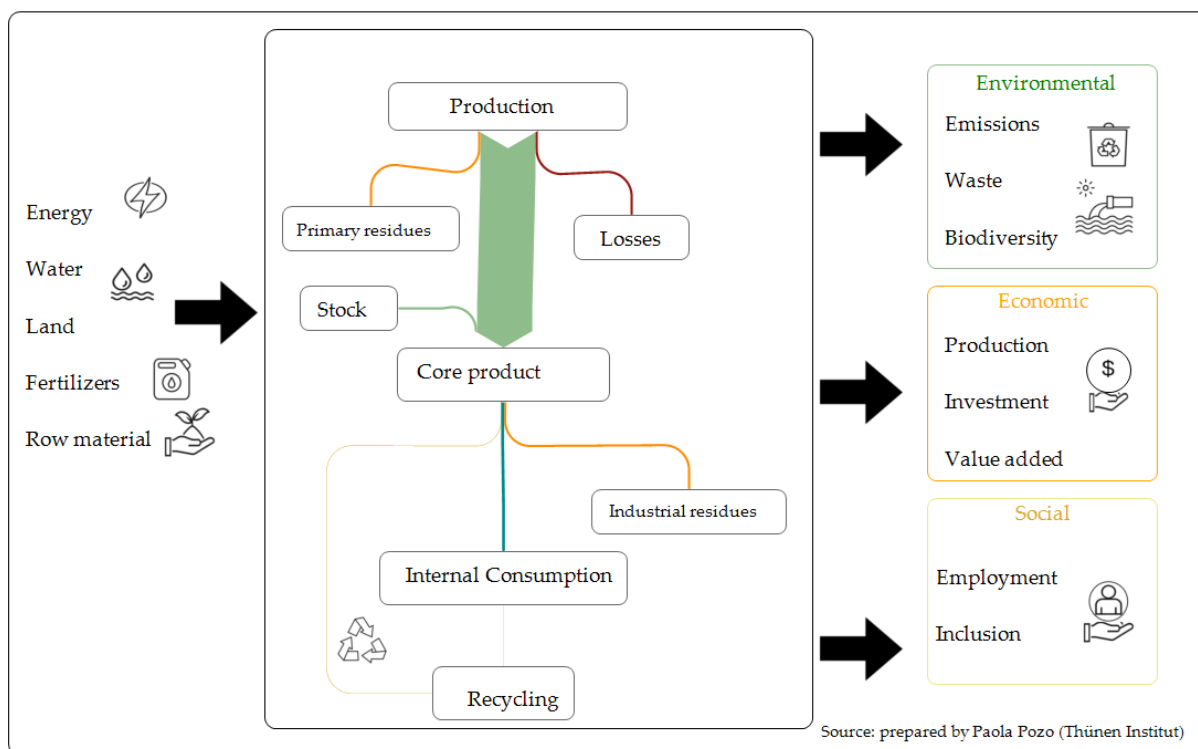 Energy
Water
Land
Fertilizers
Row material
Production
Primary residues
Losses
Stock
Core product
Industrial residues
Internal Consumption
Recycling
Environmental
Emissions
Waste
Biodiversity
Economic
Production
$
Investment
Value added
Social
Employment
Inclusion
Source: prepared by Paola Pozo (Thünen Institut)